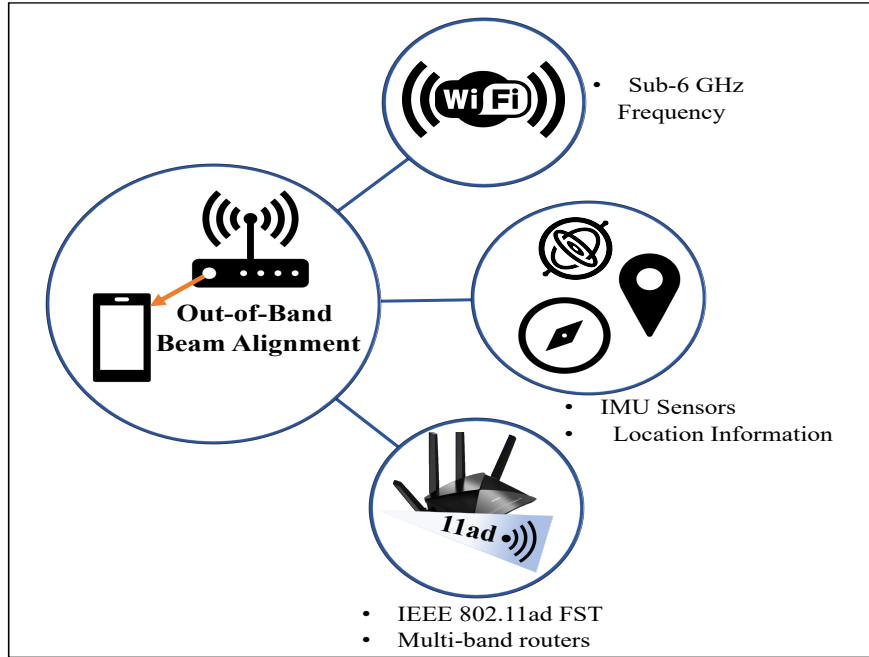 Wi Fi
• Sub-6 GHz
Frequency
Out-of-Band
Beam Alignment
• IMU Sensors
• Location Information
11ad
• IEEE 802.11ad FST
• Multi-band routers